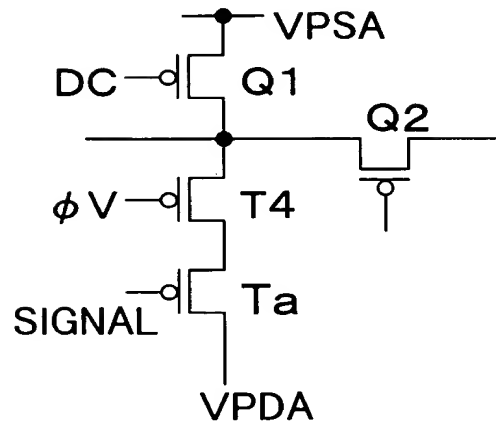 VPSA
DC
Q1
Q2
φV
T4
Ta
SIGNAL
VPDA